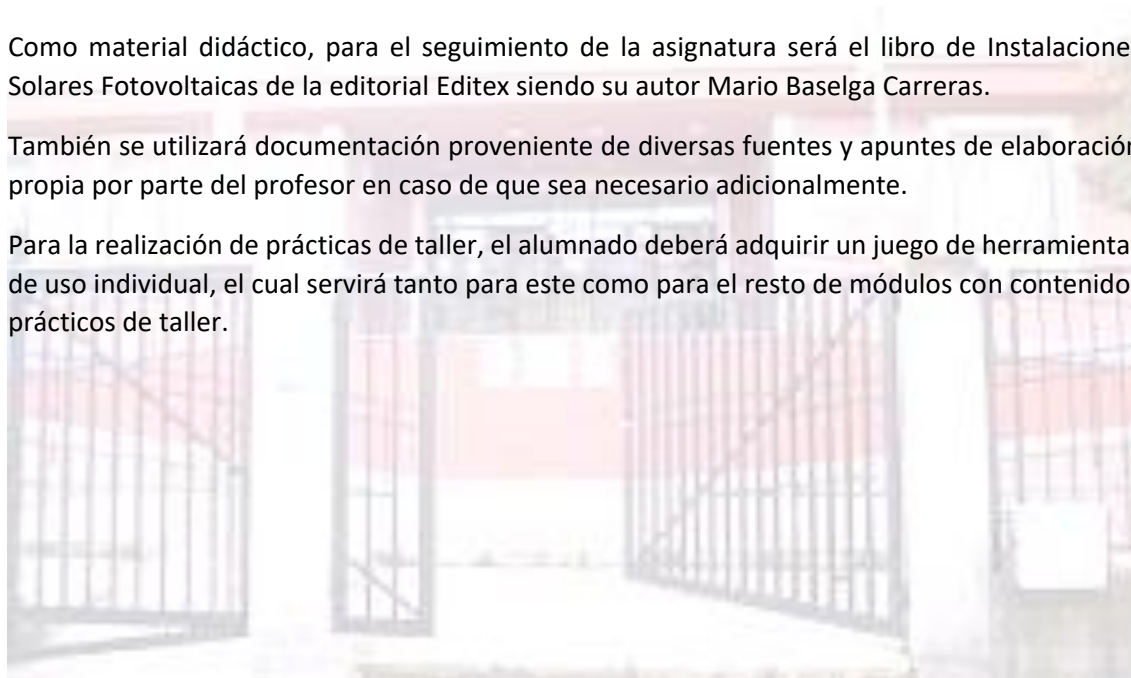 Como material didáctico, para el seguimiento de la asignatura será el libro de Instalacione
Solares Fotovoltaicas de la editorial Editex siendo su autor Mario Baselga Carreras.
También se utilizará documentación proveniente de diversas fuentes y apuntes de elaboración
propia por parte del profesor en caso de que sea necesario adicionalmente.
Para la realización de prácticas de taller, el alumnado deberá adquirir un juego de herramienta
de uso individual, el cual servirá tanto para este como para el resto de módulos con contenido
prácticos de taller.